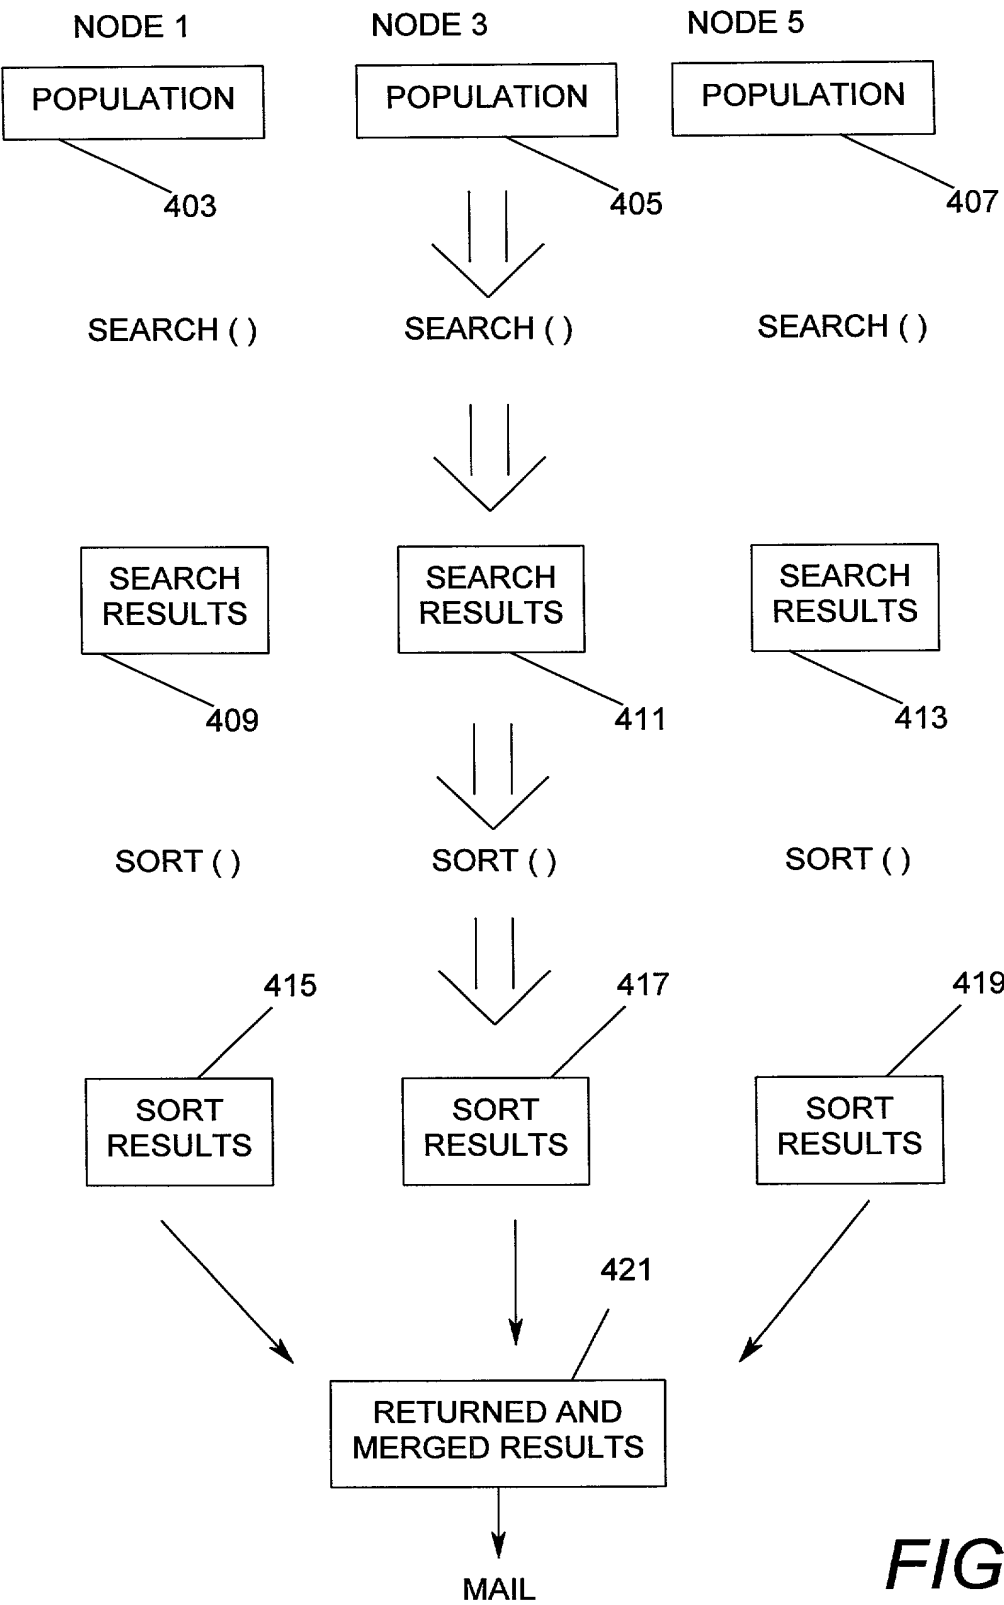 NODE 1 NODE 3 NODE 5
POPULATION POPULATION POPULATION
403 405 407
SEARCH ( ) SEARCH ( ) SEARCH ( )
SEARCH RESULTS SEARCH RESULTS SEARCH RESULTS
409 411 413
SORT ( ) SORT ( ) SORT ( )
415 417 419
SORT RESULTS SORT RESULTS SORT RESULTS
421
RETURNED AND
MERGED RESULTS
MAIL
FIG